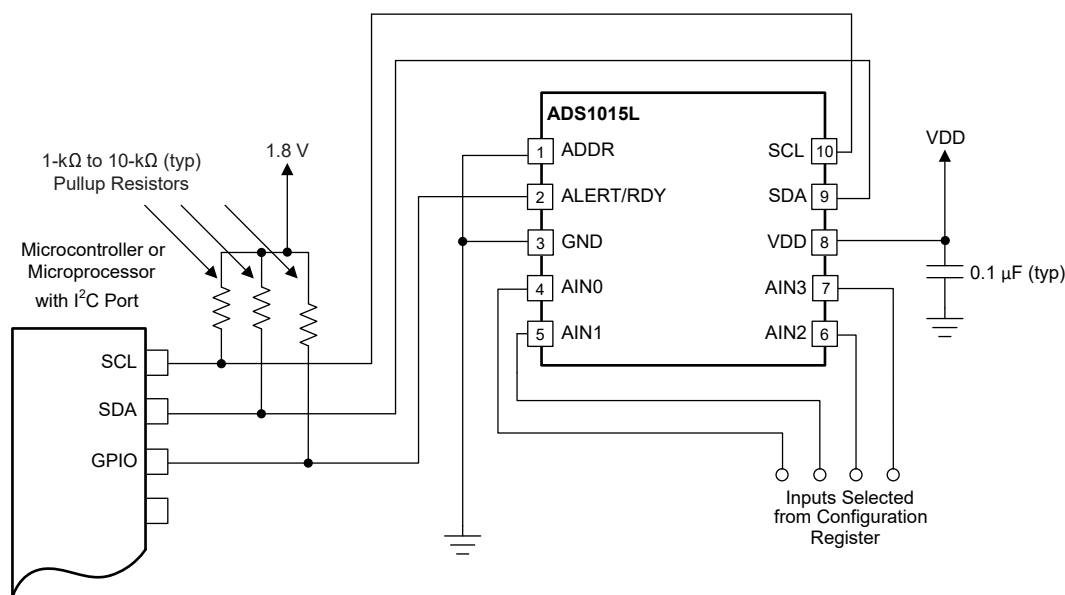 ADS1015L
1 ADDR
SCL 10
VDD
1-kΩ to 10-kΩ (typ)
Pullup Resistors
1.8 V
2 ALERT/RDY
SDA 9
Microcontroller or
Microprocessor
with I²C Port
3 GND
VDD 8
0.1 µF (typ)
4 AIN0
AIN3 7
5 AIN1
AIN2 6
SCL
SDA
GPIO
Inputs Selected
from Configuration
Register